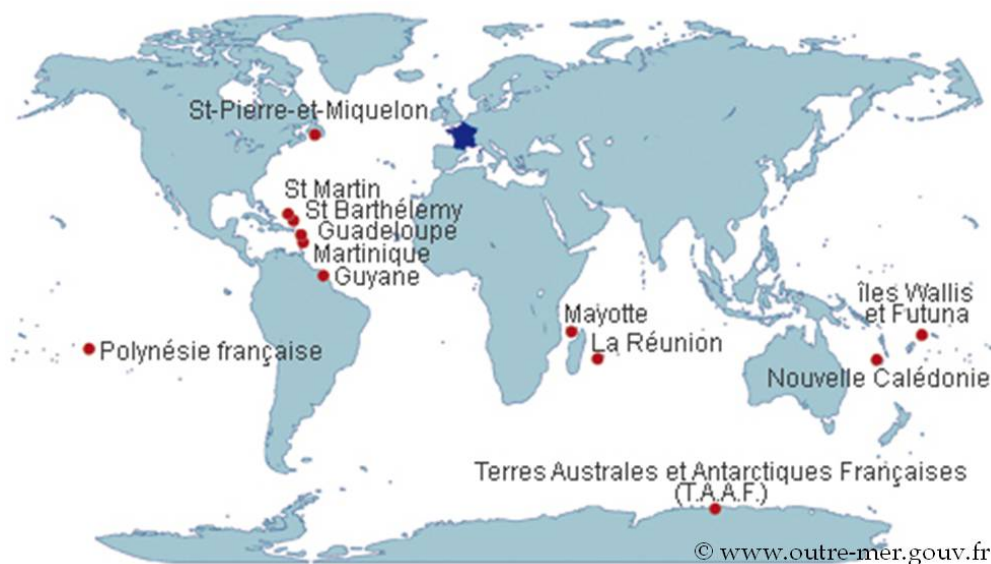 St-Pierre-et-Miquelon
St Martin
St Barthélemy
Guadeloupe
Martinique
Guyane
îles Wallis
et Futuna
Mayotte
La Réunion
Polynésie française
Nouvelle Calédonie
Terres Australes et Antarctiques Françaises
(T.A.A.F.)
© www.outre-mer.gouv.fr